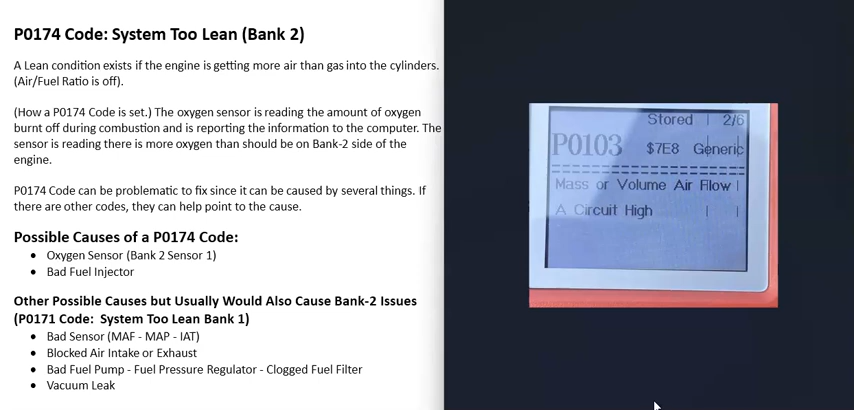 P0174 Code: System Too Lean (Bank 2)
A Lean condition exists if the engine is getting more air than gas into the cylinders.
(Air/Fuel Ratio is off).
(How a P0174 Code is set.) The oxygen sensor is reading the amount of oxygen
burnt off during combustion and is reporting the information to the computer. The
sensor is reading there is more oxygen than should be on Bank-2 side of the
engine.
P0174 Code can be problematic to fix since it can be caused by several things. If
there are other codes, they can help point to the cause.
Possible Causes of a P0174 Code:
• Oxygen Sensor (Bank 2 Sensor 1)
• Bad Fuel Injector
Other Possible Causes but Usually Would Also Cause Bank-2 Issues
(P0171 Code:  System Too Lean Bank 1)
• Bad Sensor (MAF - MAP - IAT)
• Blocked Air Intake or Exhaust
• Bad Fuel Pump - Fuel Pressure Regulator - Clogged Fuel Filter
• Vacuum Leak
Stored | 2/6
P0103 $7E8 Generic
Mass or Volume Air Flow
A Circuit High